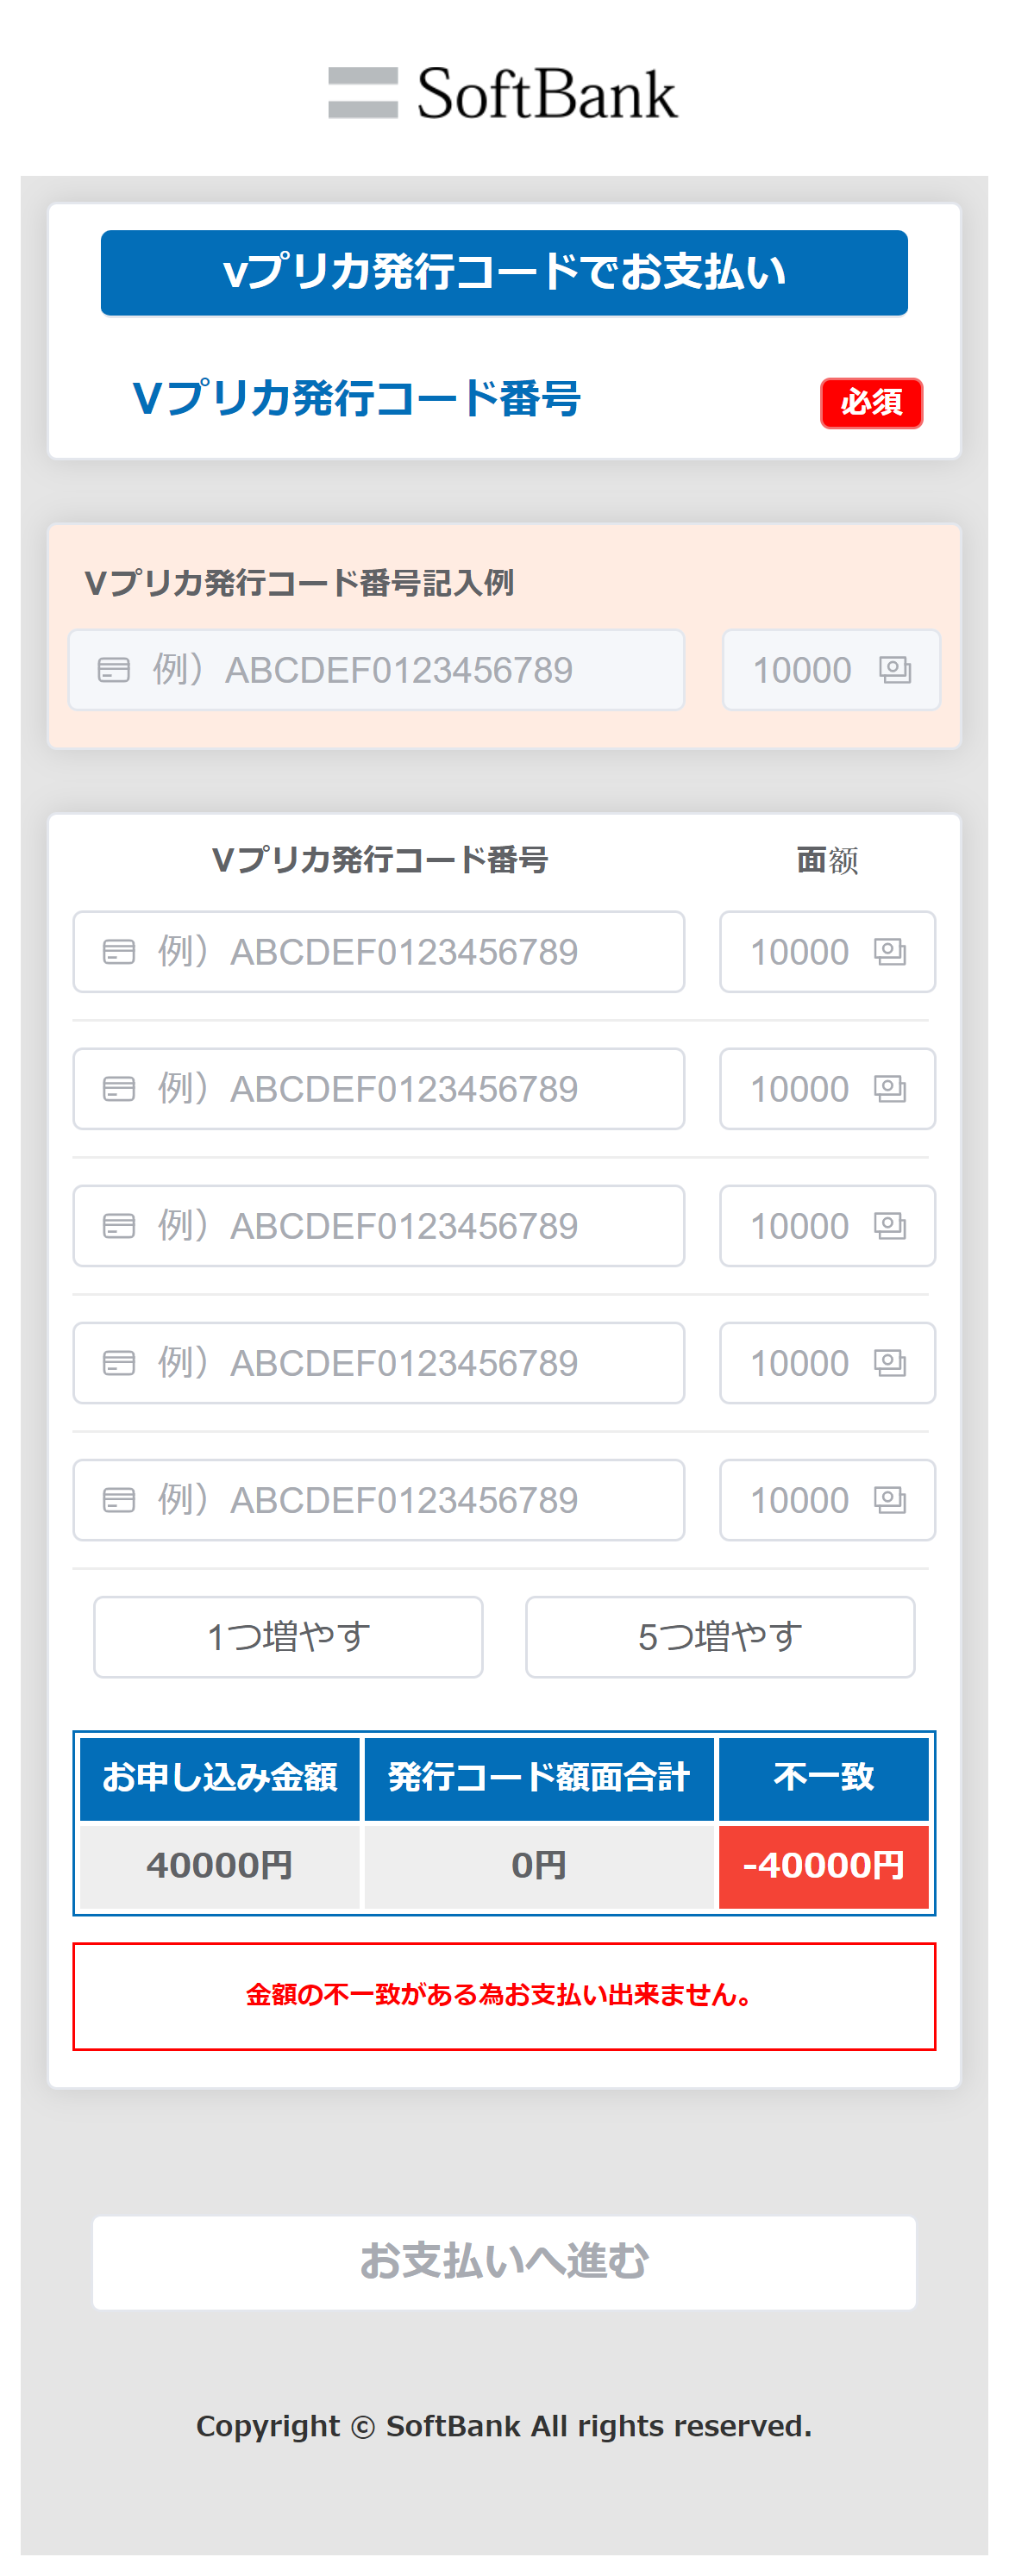 SoftBank
vプリカ発行コードでお支払い
Vプリカ発行コード番号 必須
Vプリカ発行コード番号記入例
例）ABCDEF0123456789 10000
Vプリカ発行コード番号 面额
例）ABCDEF0123456789 10000
例）ABCDEF0123456789 10000
例）ABCDEF0123456789 10000
例）ABCDEF0123456789 10000
例）ABCDEF0123456789 10000
1つ増やす 5つ増やす
お申し込み金額 発行コード額面合計 不一致
40000円 0円 -40000円
金額の不一致がある為お支払い出来ません。
お支払いへ進む
Copyright © SoftBank All rights reserved.